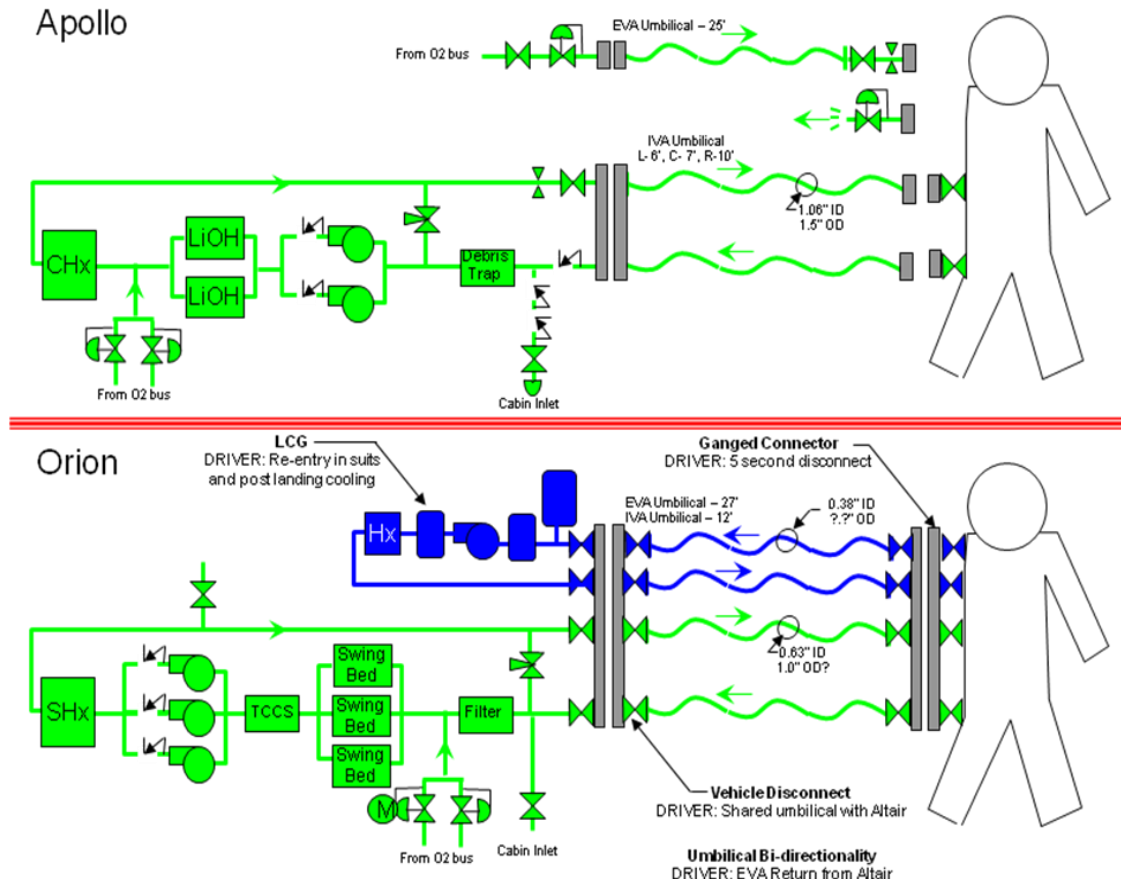 Apollo
EVA Umbilical – 25'
From O2 bus
IVA Umbilical
L- 6', C- 7', R-10'
1.06" ID
1.5" OD
CHx
LiOH
LiOH
Debris
Trap
From O2 bus
Cabin Inlet
Orion
LCG
DRIVER: Re-entry in suits
and post landing cooling
Ganged Connector
DRIVER: 5 second disconnect
EVA Umbilical – 27'
IVA Umbilical – 12'
0.38" ID
?.?" OD
Hx
0.63" ID
1.0" OD?
SHx
TCCS
Swing
Bed
Swing
Bed
Swing
Bed
Filter
M
From O2 bus
Cabin Inlet
Vehicle Disconnect
DRIVER: Shared umbilical with Altair
Umbilical Bi-directionality
DRIVER: EVA Return from Altair